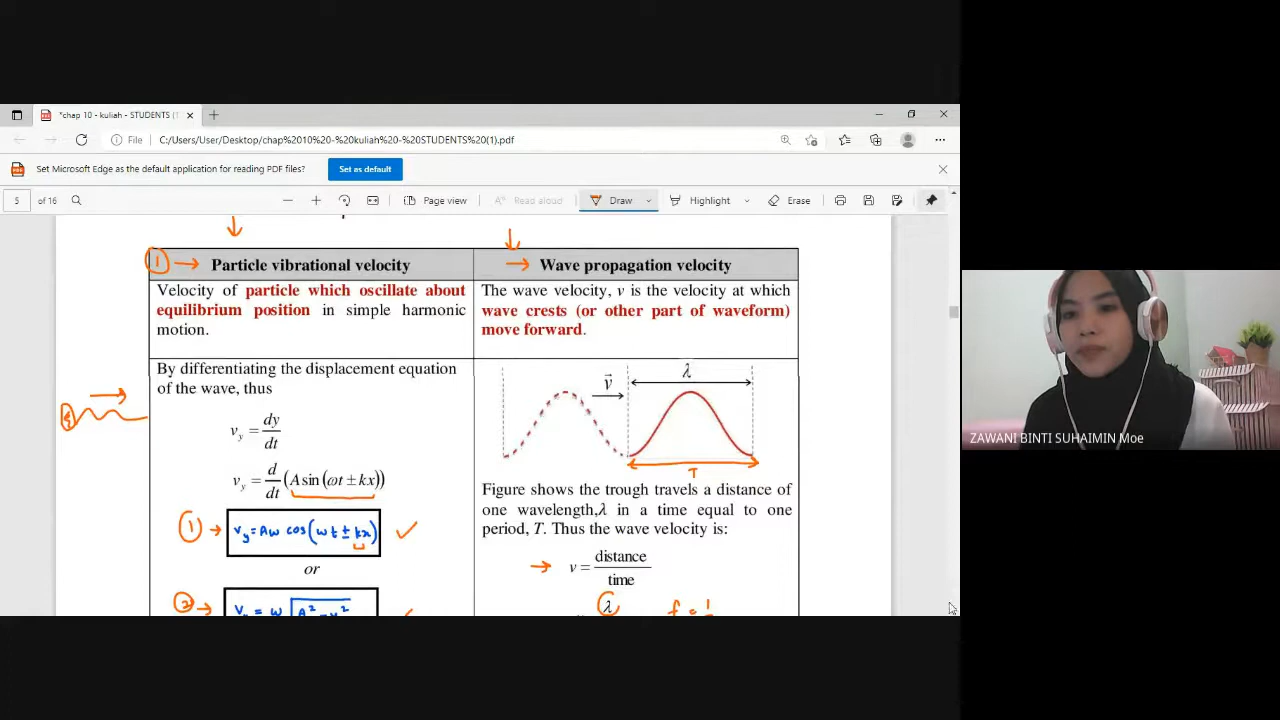 *chap 10 - kuliah - STUDENTS (1
File
C:/Users/User/Desktop/chap%2010%20-%20kuliah%20-%20STUDENTS%20(1).pdf
Set Microsoft Edge as the default application for reading PDF files?
Set as default
5 of 16
Page view
Read aloud
Draw
Highlight
Erase
1 → Particle vibrational velocity
→ Wave propagation velocity
Velocity of particle which oscillate about
equilibrium position in simple harmonic
motion.
The wave velocity, v is the velocity at which
wave crests (or other part of waveform)
move forward.
By differentiating the displacement equation
of the wave, thus
v_y = dy/dt
v_y = d/dt (A sin (ωt ± kx))
① → v_y = Aω cos(ωt ± kx) ✓
or
② →
v⃗
λ
T
Figure shows the trough travels a distance of
one wavelength,λ in a time equal to one
period, T. Thus the wave velocity is:
→ v = distance/time
λ
ZAWANI BINTI SUHAIMIN Moe